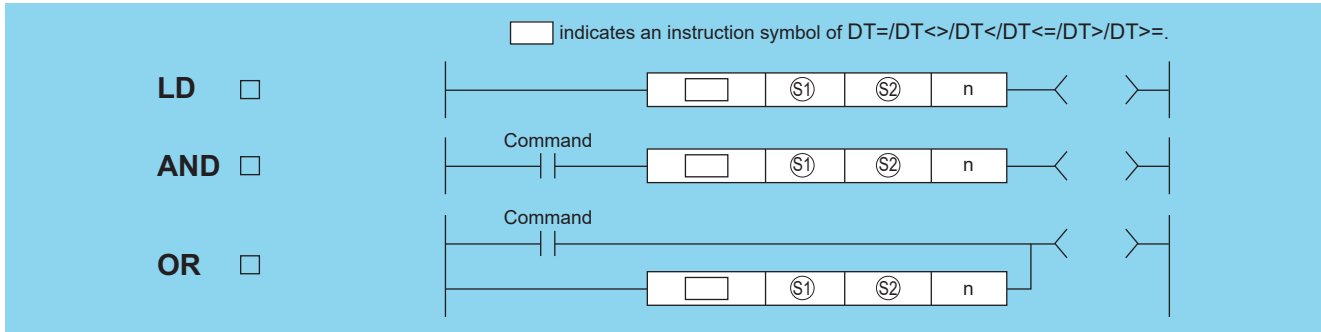 indicates an instruction symbol of DT=/DT<>/DT</DT<=/DT>/DT>=.
LD □ S1 S2 n
Command
AND □ S1 S2 n
Command
OR □
S1 S2 n